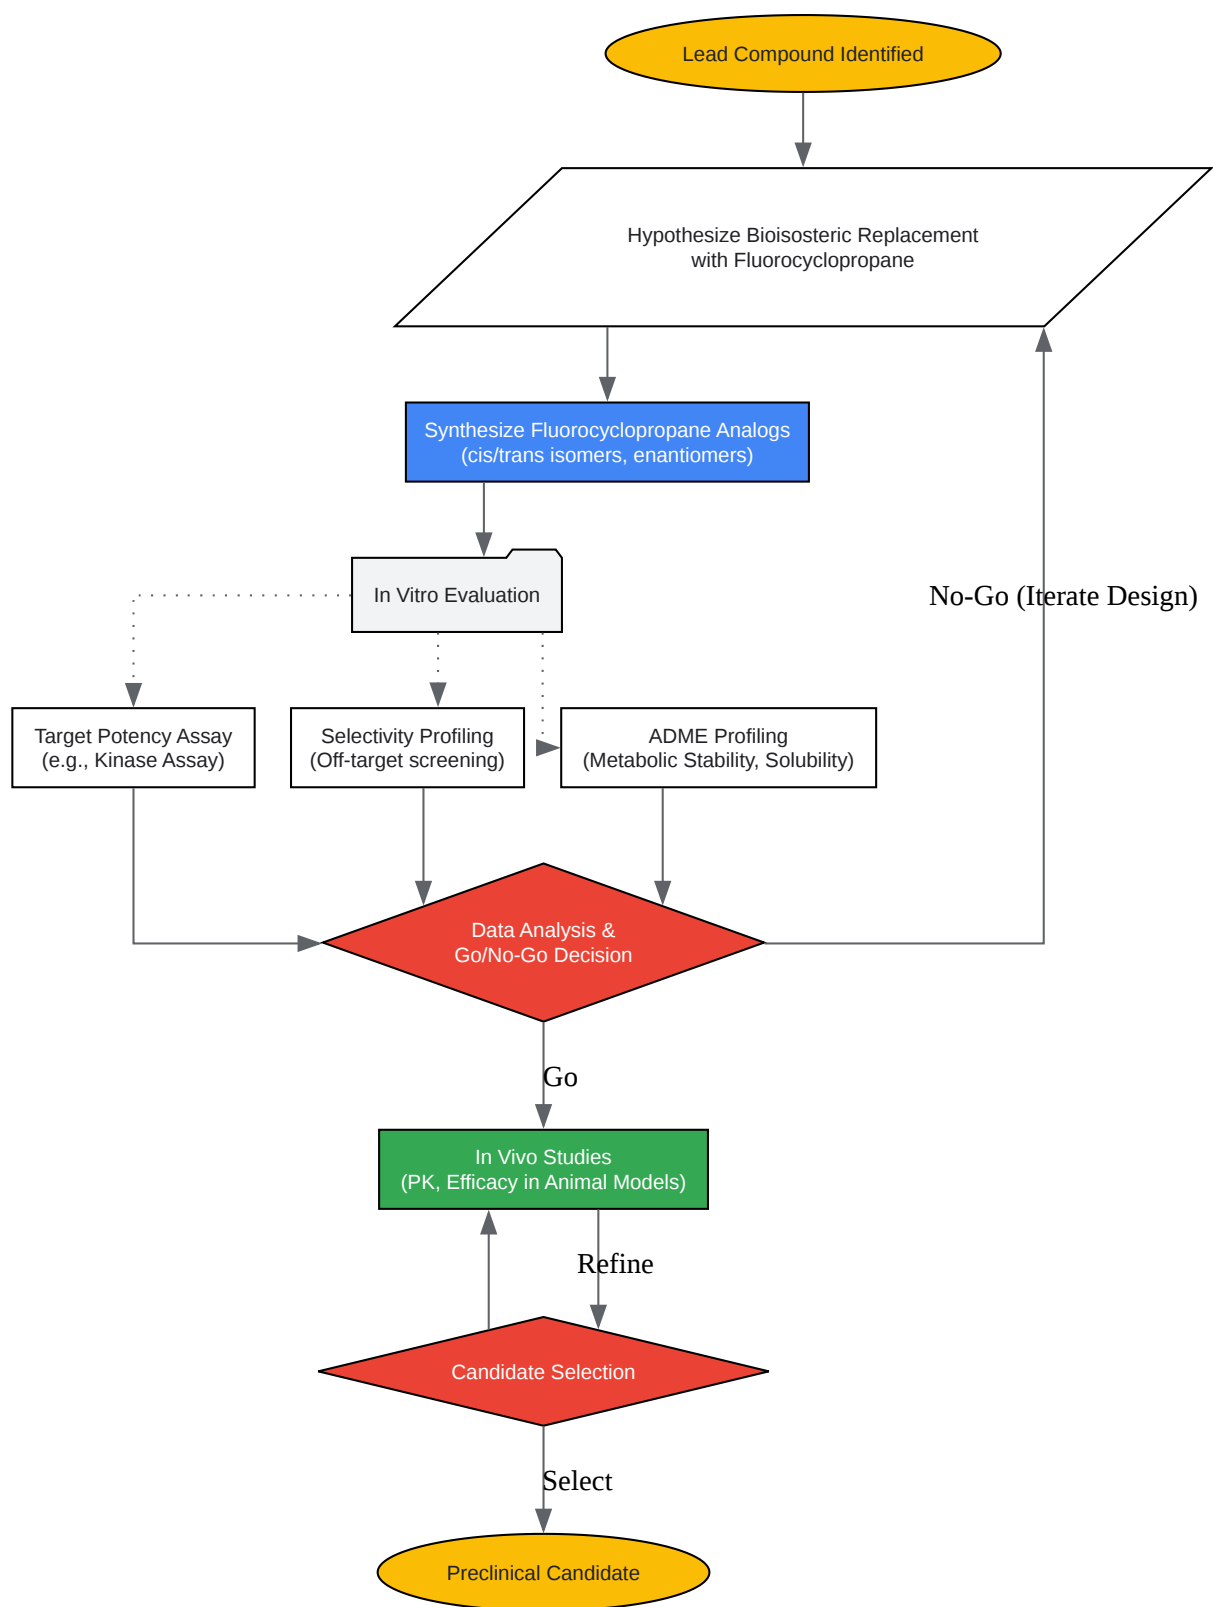 Lead Compound Identified
Hypothesize Bioisosteric Replacement
with Fluorocyclopropane
Synthesize Fluorocyclopropane Analogs
(cis/trans isomers, enantiomers)
In Vitro Evaluation
No-Go (Iterate Design)
Target Potency Assay
(e.g., Kinase Assay)
Selectivity Profiling
(Off-target screening)
ADME Profiling
(Metabolic Stability, Solubility)
Data Analysis &
Go/No-Go Decision
Go
In Vivo Studies
(PK, Efficacy in Animal Models)
Refine
Candidate Selection
Select
Preclinical Candidate